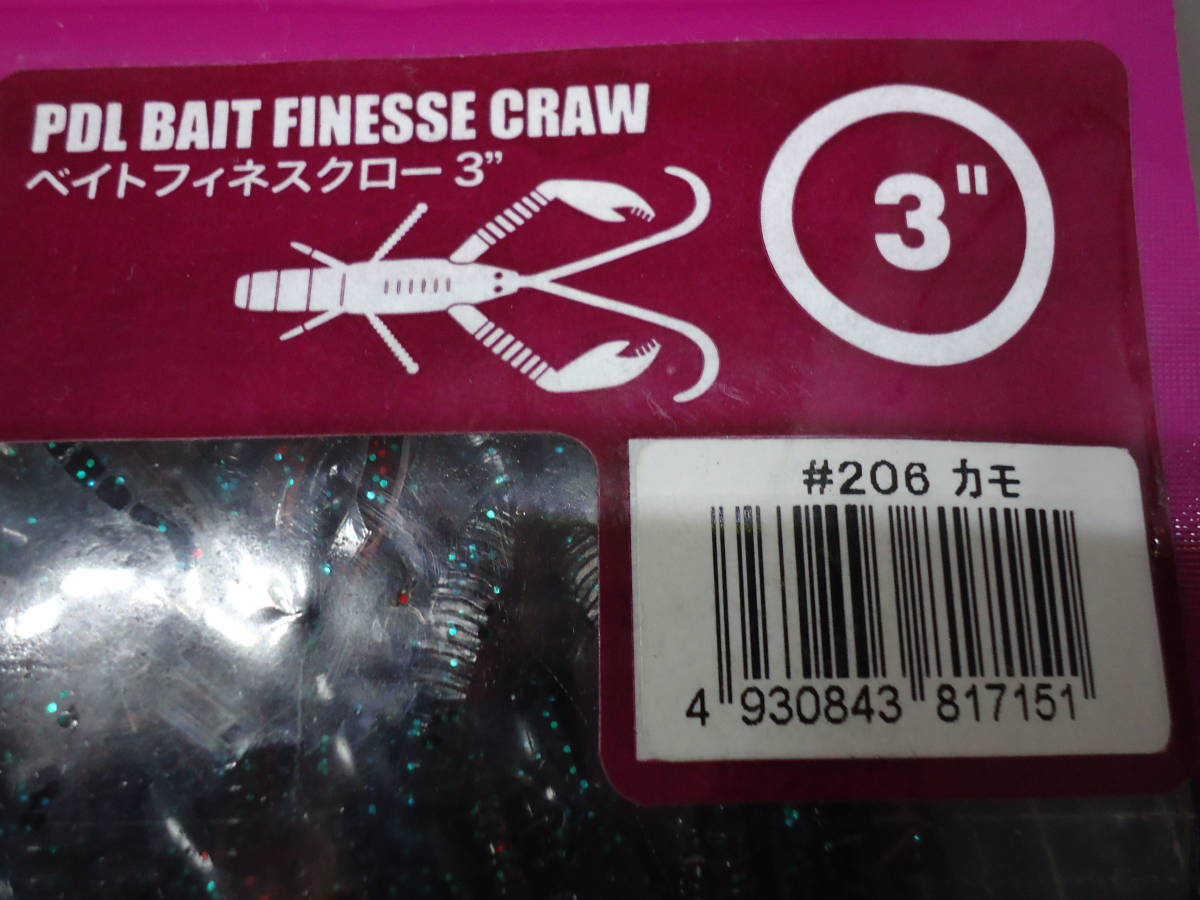 PDL BAIT FINESSE CRAW
ベイトフィネスクロー 3”
3"
#206 カモ
4 930843 817151